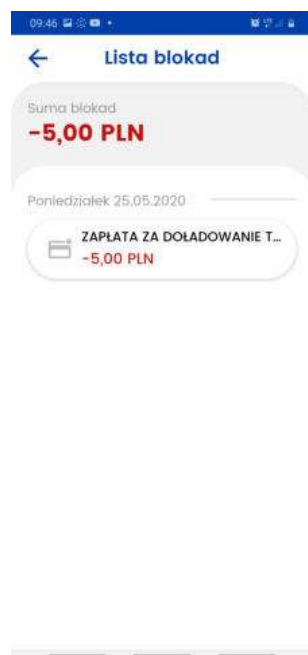 09:46
Lista blokad
Suma blokad
-5,00 PLN
Poniedziałek 25.05.2020
ZAPŁATA ZA DOŁADOWANIE T...
-5,00 PLN